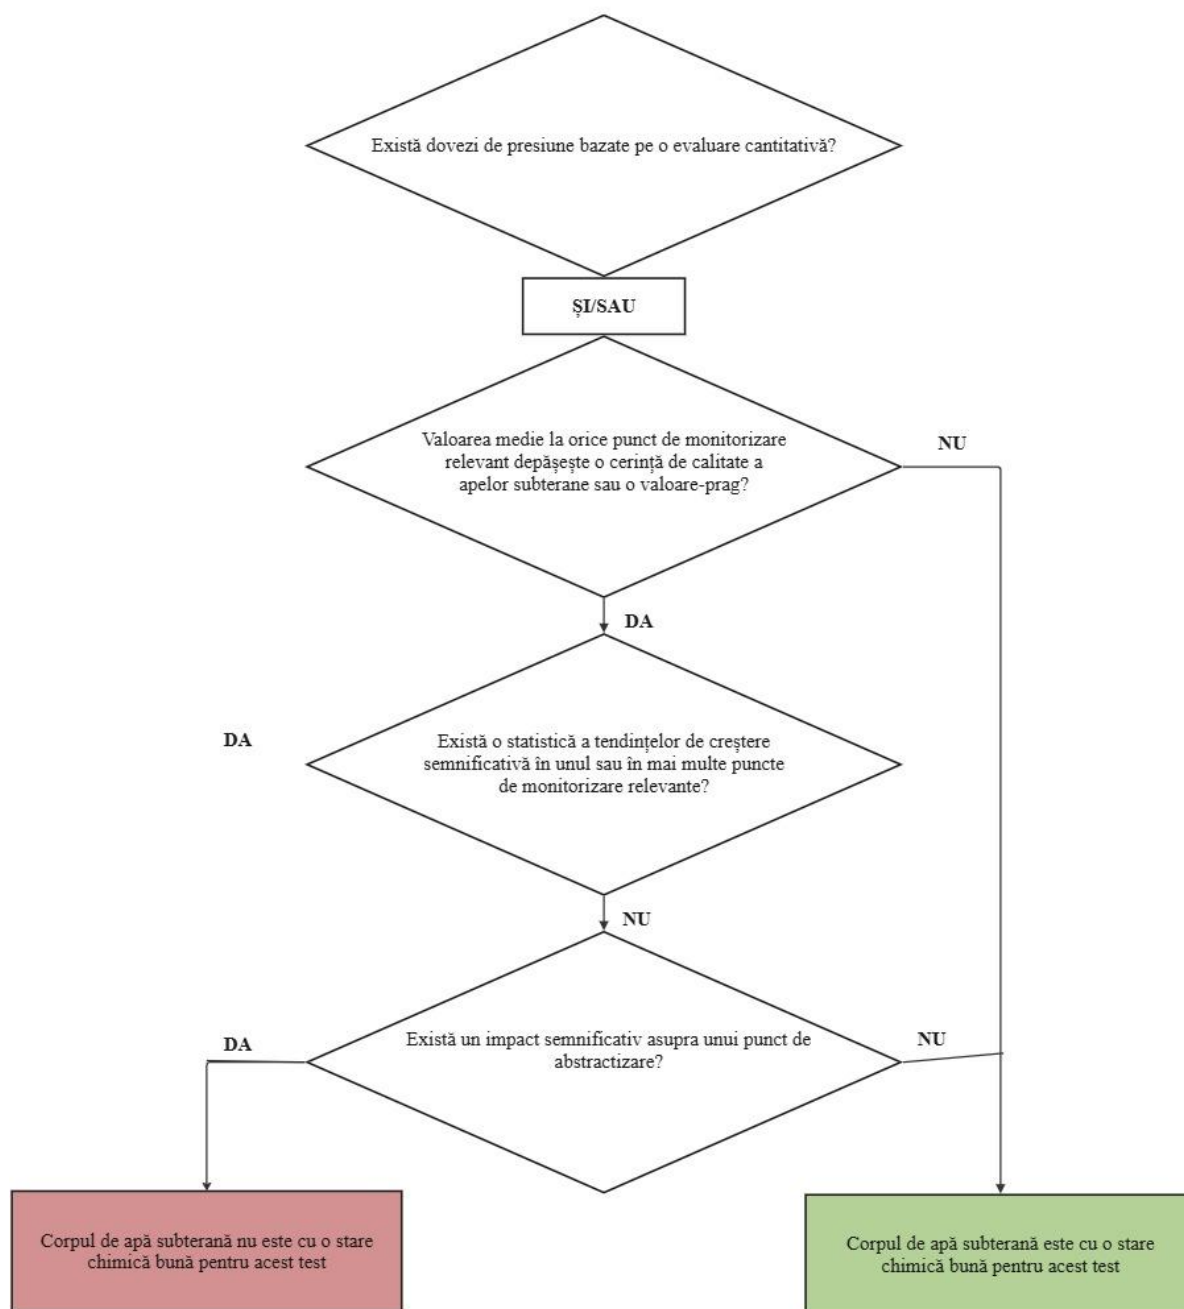 Există dovezi de presiune bazate pe o evaluare cantitativă?
ȘI/SAU
Valoarea medie la orice punct de monitorizare
relevant depășește o cerință de calitate a
apelor subterane sau o valoare-prag?
NU
DA
DA
Există o statistică a tendințelor de creștere
semnificativă în unul sau în mai multe puncte
de monitorizare relevante?
NU
DA
Există un impact semnificativ asupra unui punct de
abstractizare?
NU
Corpul de apă subterană nu este cu o stare
chimică bună pentru acest test
Corpul de apă subterană este cu o stare
chimică bună pentru acest test